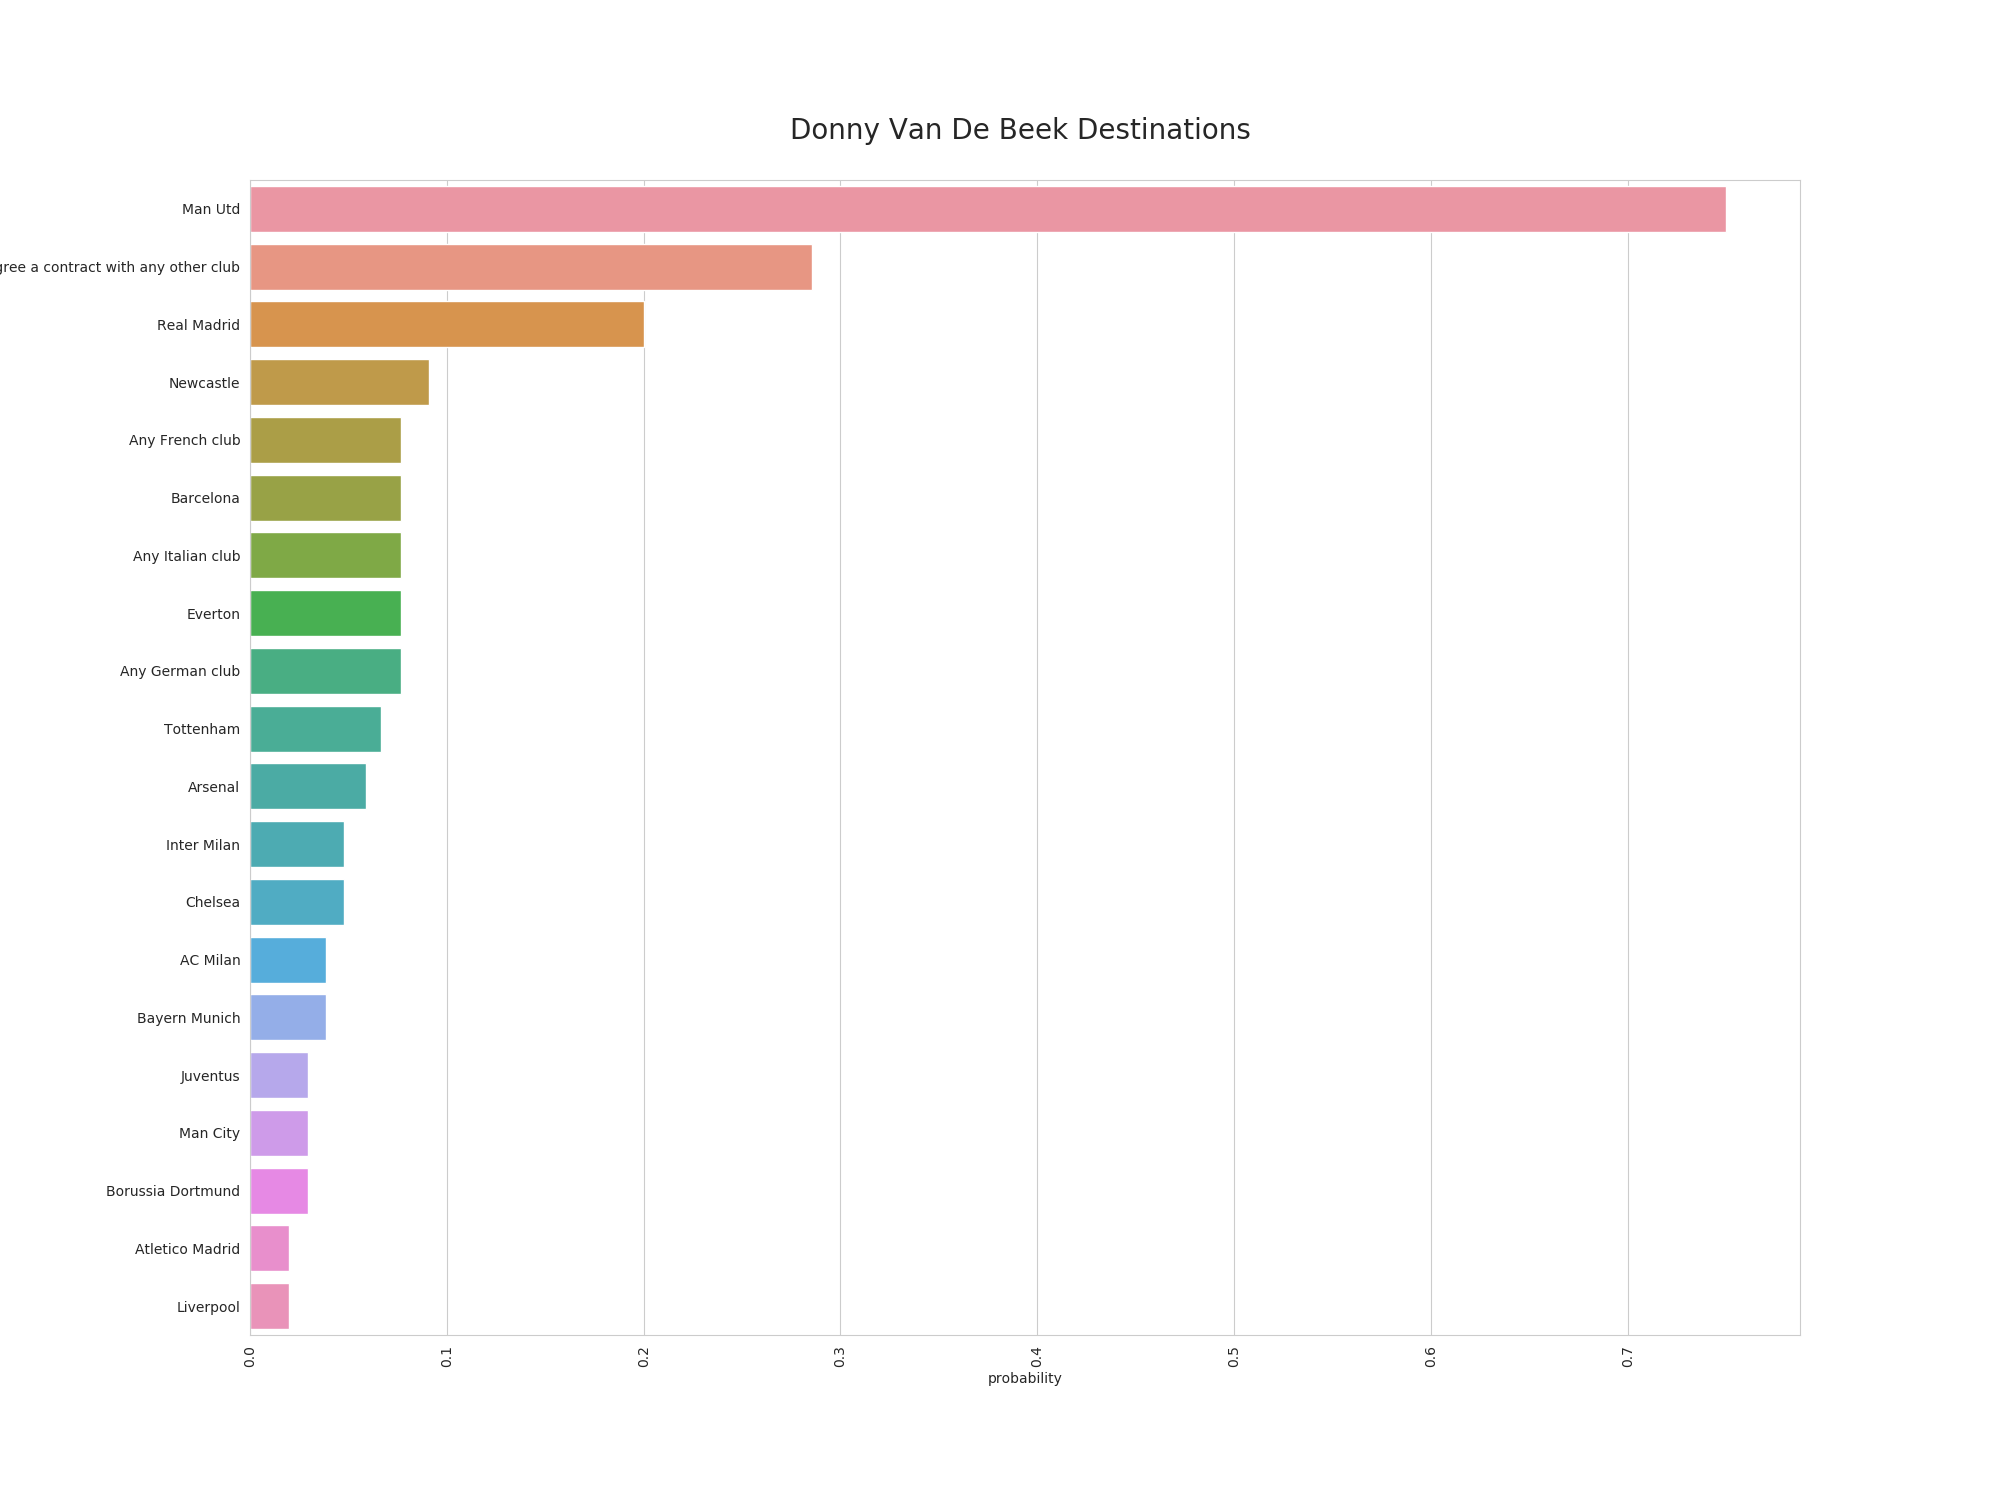 Donny Van De Beek Destinations
Man Utd
gree a contract with any other club
Real Madrid
Newcastle
Any French club
Barcelona
Any Italian club
Everton
Any German club
Tottenham
Arsenal
Inter Milan
Chelsea
AC Milan
Bayern Munich
Juventus
Man City
Borussia Dortmund
Atletico Madrid
Liverpool
0.0 0.1 0.2 0.3 0.4 0.5 0.6 0.7
probability